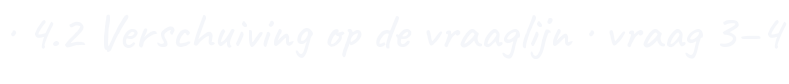 · 4.2 Verschuiving op de vraaglijn · vraag 3–4